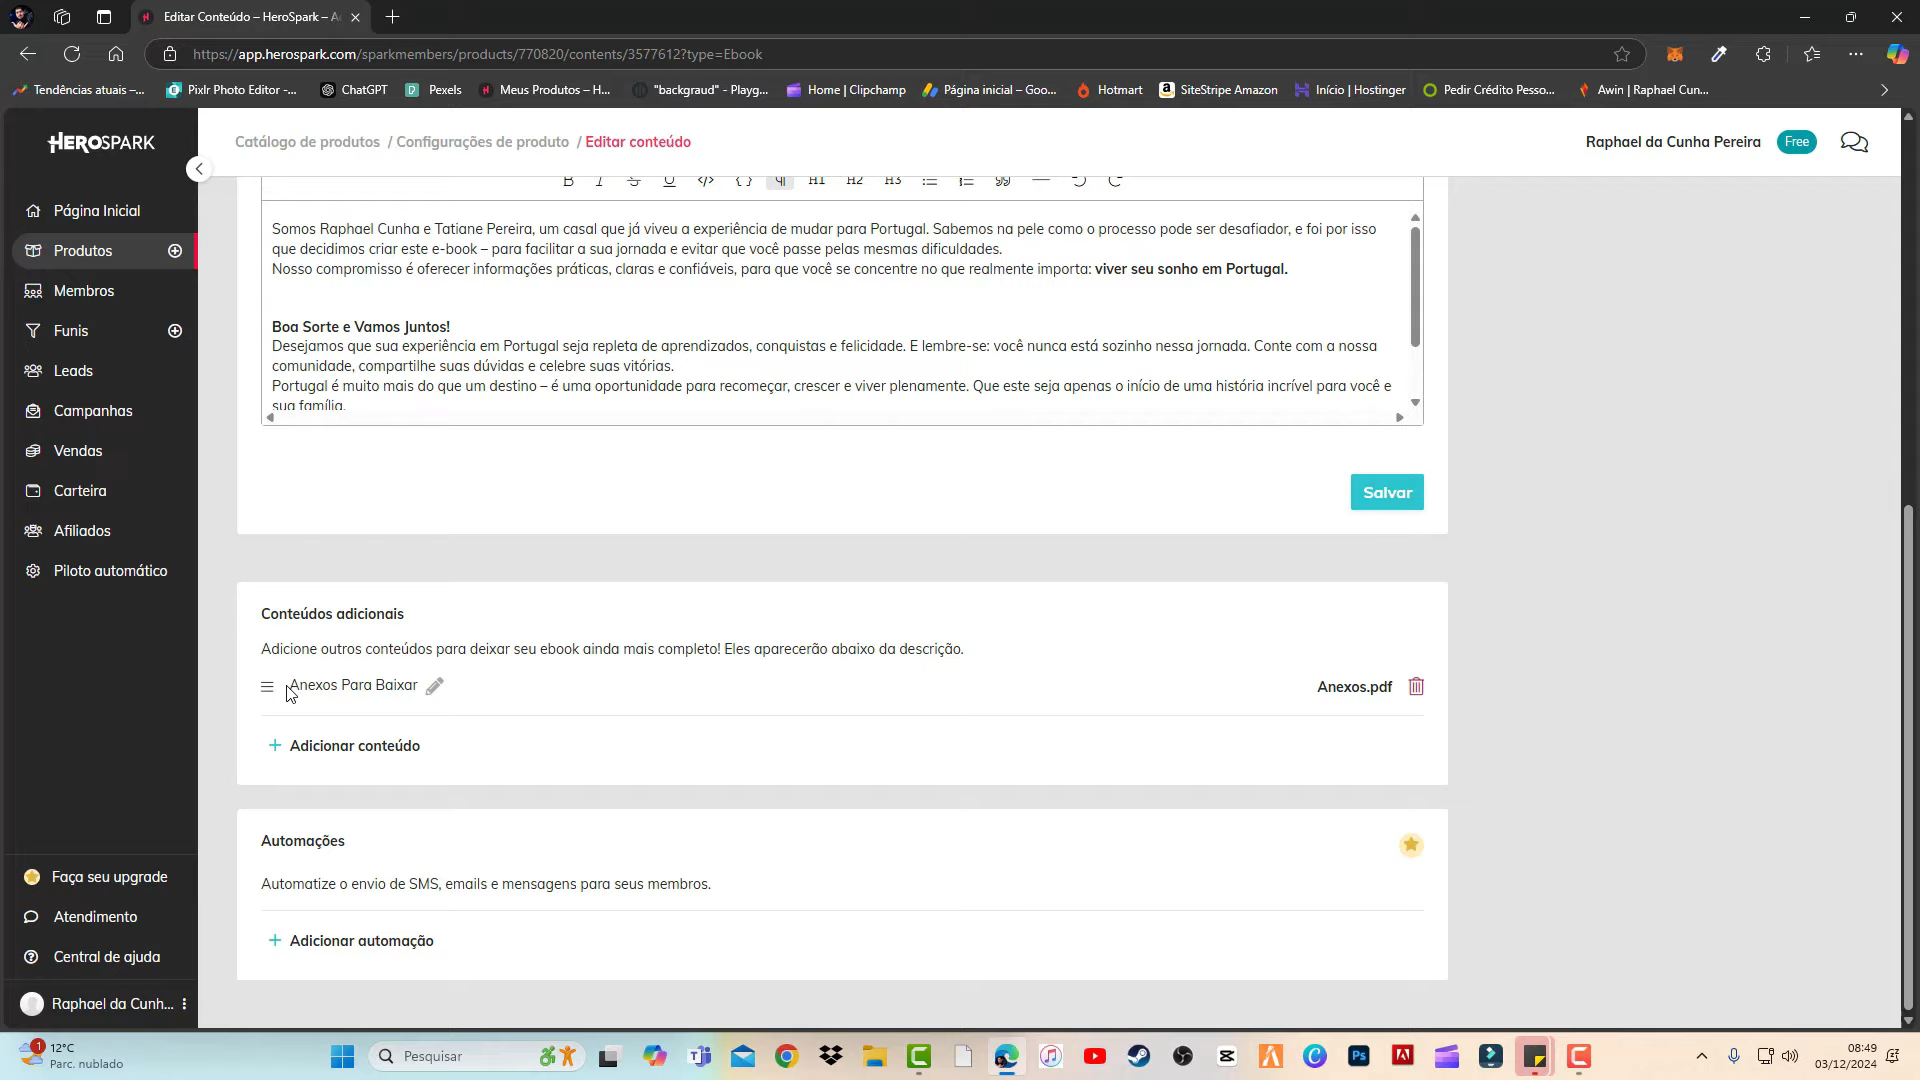 Editar Conteúdo – HeroSpark – Ac
https://app.herospark.com/sparkmembers/products/770820/contents/3577612?type=Ebook
Tendências atuais –...
Pixlr Photo Editor -...
ChatGPT
Pexels
Meus Produtos – H...
"backgraud" - Playg...
Home | Clipchamp
Página inicial – Goo...
Hotmart
SiteStripe Amazon
Início | Hostinger
Pedir Crédito Pesso...
Awin | Raphael Cun...
HEROSPARK
Catálogo de produtos / Configurações de produto / Editar conteúdo
Raphael da Cunha Pereira
Free
Página Inicial
Produtos
Membros
Funis
Leads
Campanhas
Vendas
Carteira
Afiliados
Piloto automático
Faça seu upgrade
Atendimento
Central de ajuda
Raphael da Cunh...
B I S U </> {} ¶ H1 H2 H3
Somos Raphael Cunha e Tatiane Pereira, um casal que já viveu a experiência de mudar para Portugal. Sabemos na pele como o processo pode ser desafiador, e foi por isso
que decidimos criar este e-book – para facilitar a sua jornada e evitar que você passe pelas mesmas dificuldades.
Nosso compromisso é oferecer informações práticas, claras e confiáveis, para que você se concentre no que realmente importa: viver seu sonho em Portugal.
Boa Sorte e Vamos Juntos!
Desejamos que sua experiência em Portugal seja repleta de aprendizados, conquistas e felicidade. E lembre-se: você nunca está sozinho nessa jornada. Conte com a nossa
comunidade, compartilhe suas dúvidas e celebre suas vitórias.
Portugal é muito mais do que um destino – é uma oportunidade para recomeçar, crescer e viver plenamente. Que este seja apenas o início de uma história incrível para você e
sua família.
Salvar
Conteúdos adicionais
Adicione outros conteúdos para deixar seu ebook ainda mais completo! Eles aparecerão abaixo da descrição.
Anexos Para Baixar
Anexos.pdf
+ Adicionar conteúdo
Automações
Automatize o envio de SMS, emails e mensagens para seus membros.
+ Adicionar automação
1
12°C
Parc. nublado
Pesquisar
08:49
03/12/2024